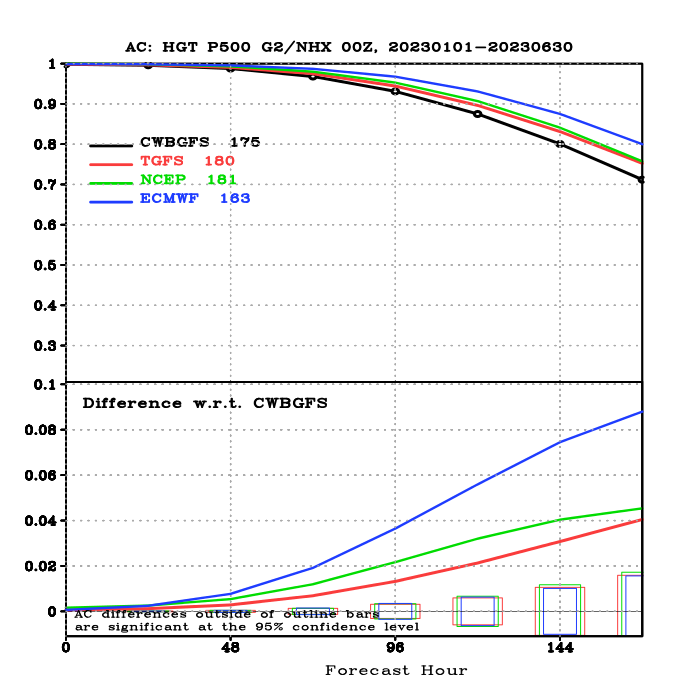 AC: HGT P500 G2/NHX 00Z, 20230101-20230630
1
0.9
0.8
0.7
0.6
0.5
0.4
0.3
CWBGFS 175
TGFS 180
NCEP 181
ECMWF 163
0.1
0.08
0.06
0.04
0.02
0
Difference w.r.t. CWBGFS
AC differences outside of outline bars
are significant at the 95% confidence level
0 48 96 144
Forecast Hour